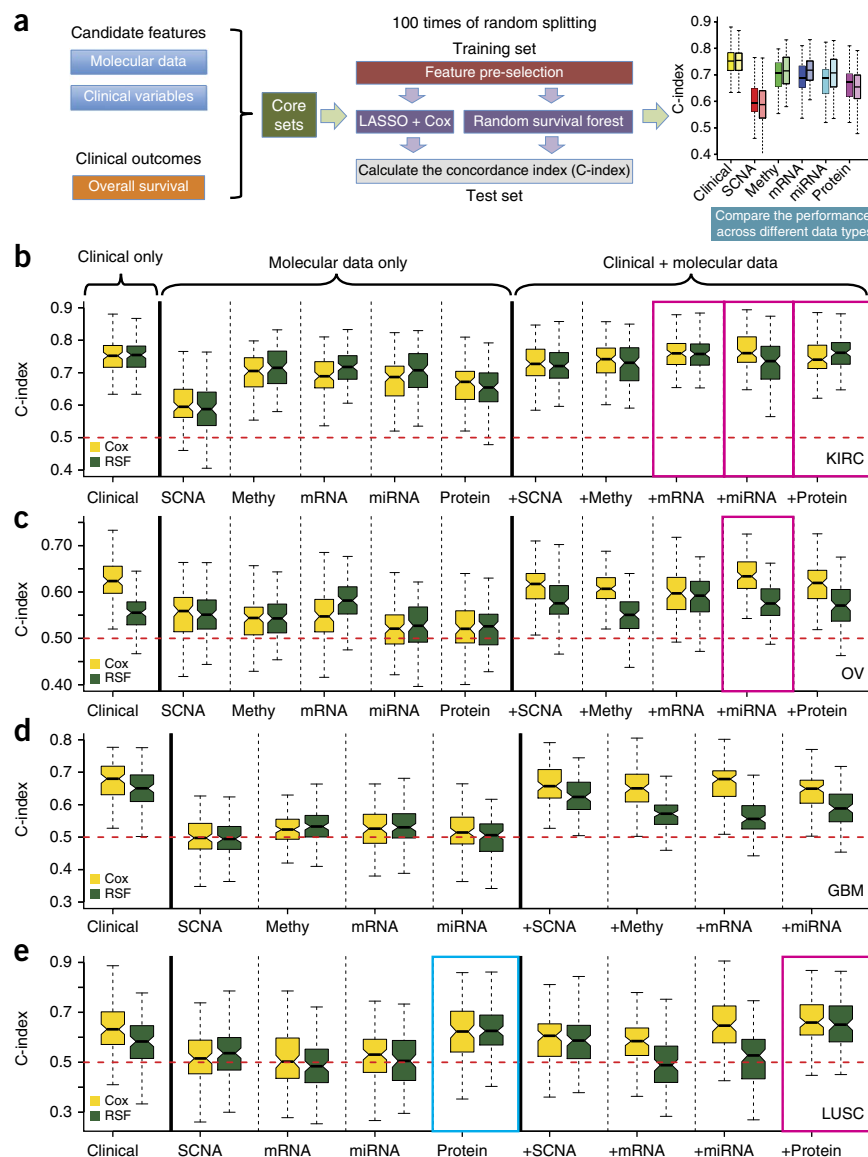 a
Candidate features
Molecular data
Clinical variables
Clinical outcomes
Overall survival
Core
sets
100 times of random splitting
Training set
Feature pre-selection
LASSO + Cox
Random survival forest
Calculate the concordance index (C-index)
Test set
C-index
0.9
0.8
0.7
0.6
0.5
0.4
Clinical
SCNA
Methy
mRNA
miRNA
Protein
Compare the performance
across different data types
b
Clinical only
Molecular data only
Clinical + molecular data
C-index
0.9
0.8
0.7
0.6
0.5
0.4
Cox
RSF
KIRC
Clinical SCNA Methy mRNA miRNA Protein +SCNA +Methy +mRNA +miRNA +Protein
c
C-index
0.70
0.60
0.50
0.40
Cox
RSF
OV
Clinical SCNA Methy mRNA miRNA Protein +SCNA +Methy +mRNA +miRNA +Protein
d
C-index
0.8
0.7
0.6
0.5
0.4
0.3
Cox
RSF
GBM
Clinical SCNA Methy mRNA miRNA +SCNA +Methy +mRNA +miRNA
e
C-index
0.9
0.7
0.5
0.3
Cox
RSF
LUSC
Clinical SCNA mRNA miRNA Protein +SCNA +mRNA +miRNA +Protein